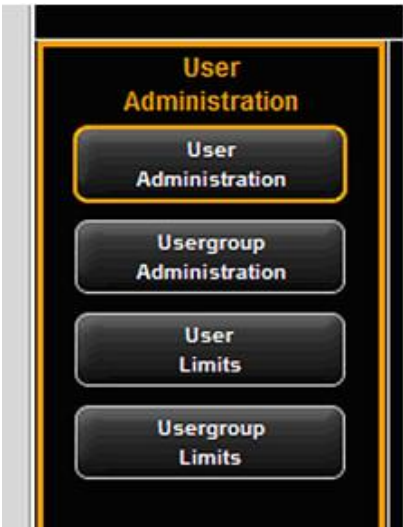 User
Administration
User
Administration
Usergroup
Administration
User
Limits
Usergroup
Limits